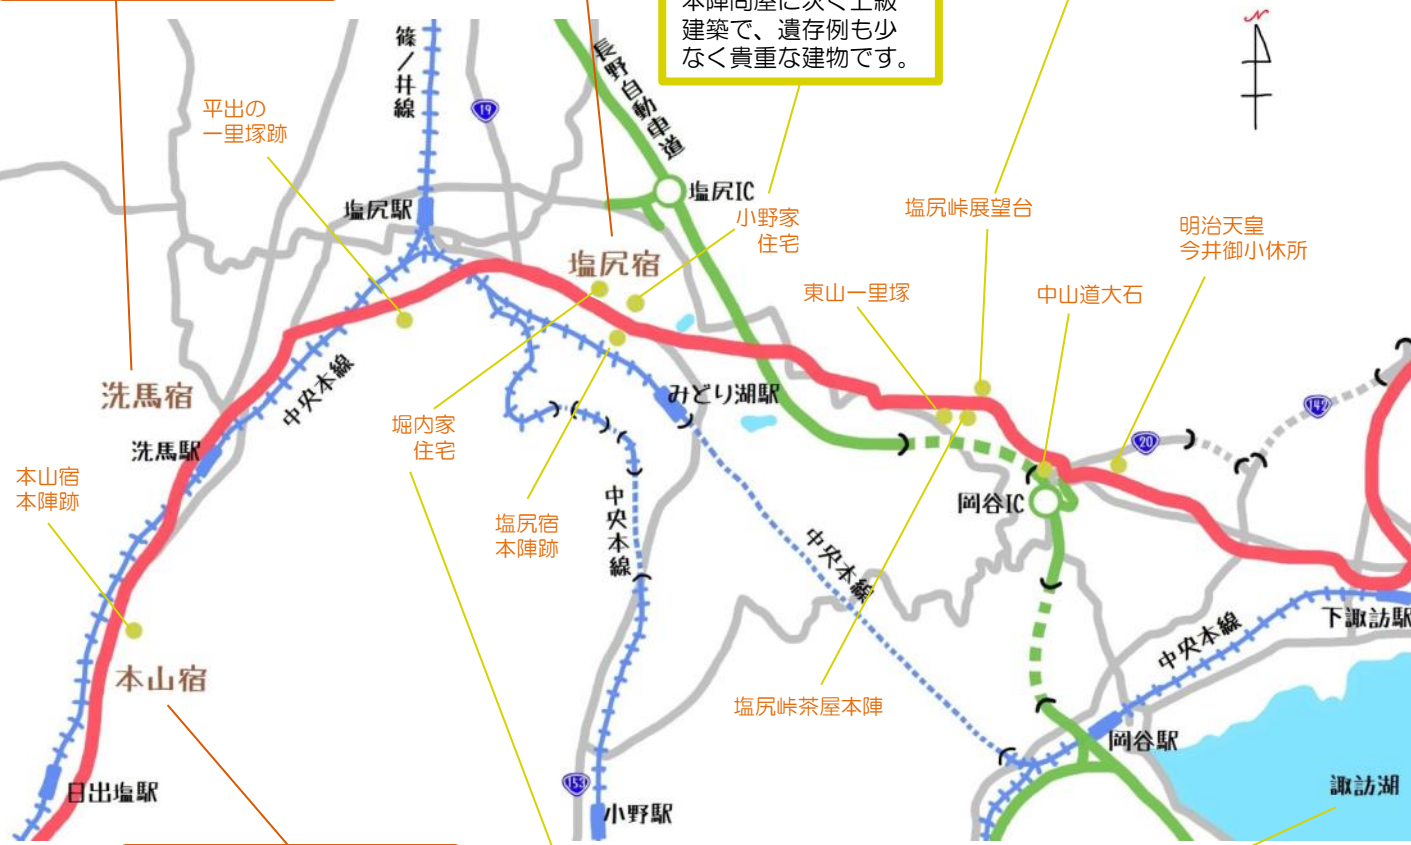 本陣問屋に次ぐ上級
建築で、遺存例も少
なく貴重な建物です。
N
篠ノ井線
長野自動車道
19
平出の
一里塚跡
塩尻駅
塩尻IC
小野家
住宅
塩尻峠展望台
明治天皇
今井御小休所
塩尻宿
東山一里塚
中山道大石
洗馬宿
中央本線
みどり湖駅
142
堀内家
住宅
20
洗馬駅
本山宿
本陣跡
岡谷IC
塩尻宿
本陣跡
中央本線
中央本線
下諏訪駅
中央本線
本山宿
塩尻峠茶屋本陣
岡谷駅
日出塩駅
153
小野駅
諏訪湖